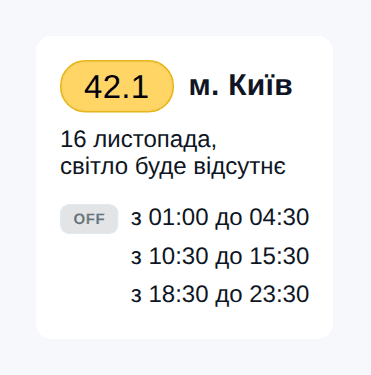 42.1 м. Київ
16 листопада,
світло буде відсутнє
OFF з 01:00 до 04:30
з 10:30 до 15:30
з 18:30 до 23:30